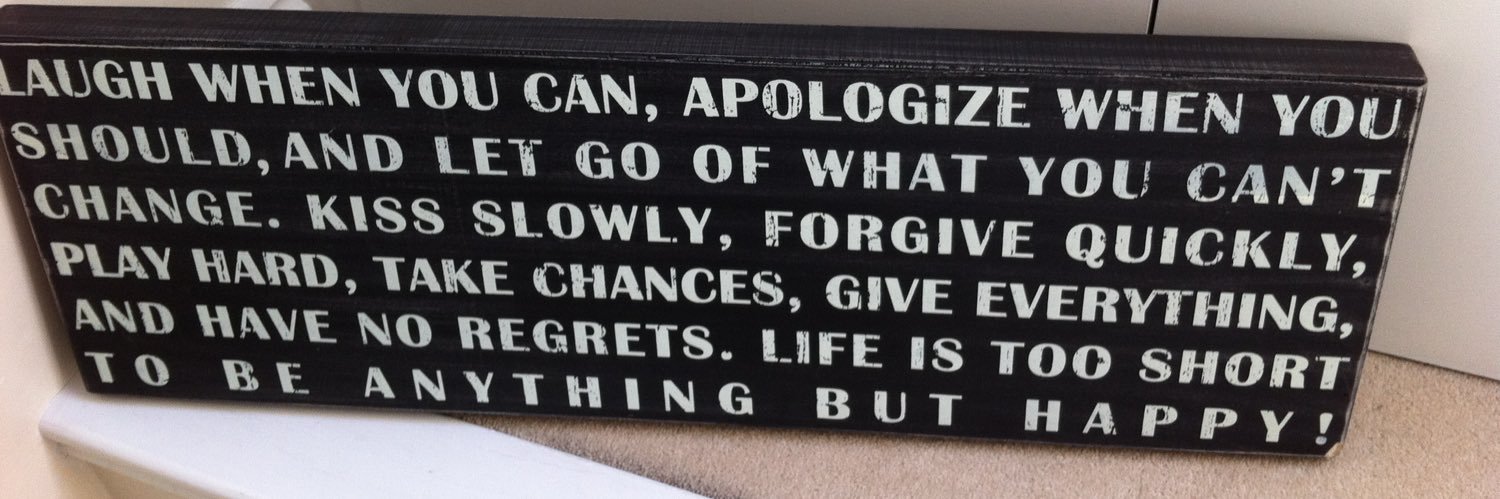 LAUGH WHEN YOU CAN, APOLOGIZE WHEN YOU
SHOULD, AND LET GO OF WHAT YOU CAN'T
CHANGE. KISS SLOWLY, FORGIVE QUICKLY,
PLAY HARD, TAKE CHANCES, GIVE EVERYTHING,
AND HAVE NO REGRETS. LIFE IS TOO SHORT
TO BE ANYTHING BUT HAPPY!